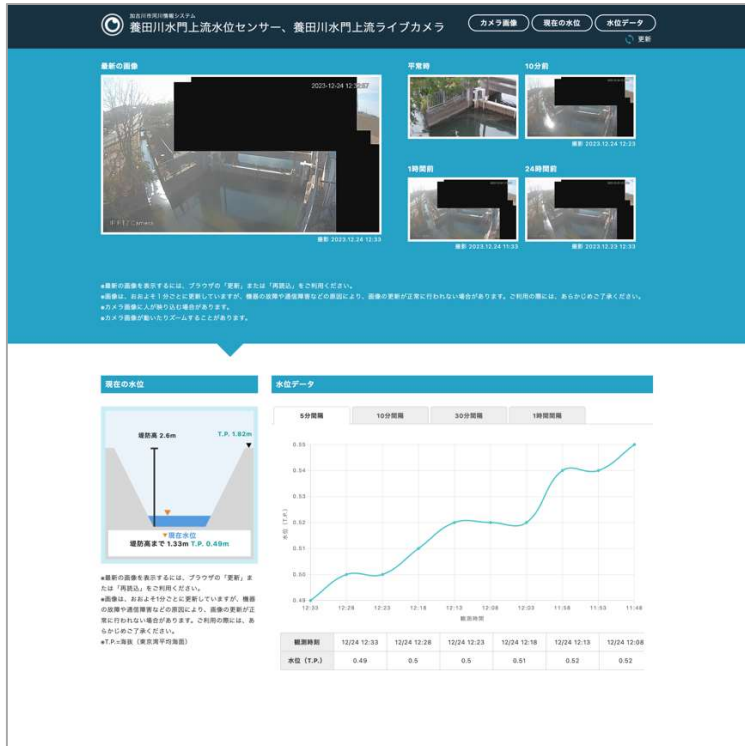 加古川市河川情報システム
養田川水門上流水位センサー、養田川水門上流ライブカメラ
カメラ画像
現在の水位
水位データ
更新
最新の画像
平常時
10分前
撮影 2023.12.24 12:23
1時間前
24時間前
撮影 2023.12.24 12:33
撮影 2023.12.24 11:33
撮影 2023.12.23 12:33
●最新の画像を表示するには、ブラウザの「更新」または「再読込」をご利用ください。
●画像は、おおよそ1分ごとに更新していますが、機器の故障や通信障害などの原因により、画像の更新が正常に行われない場合があります。ご利用の際には、あらかじめご了承ください。
●カメラ画像に人が映り込む場合があります。
●カメラ画像が動いたりズームすることがあります。
現在の水位
堤防高 2.6m
T.P. 1.82m
現在水位
堤防高まで 1.33m T.P. 0.49m
●最新の画像を表示するには、ブラウザの「更新」ま
たは「再読込」をご利用ください。
●画像は、おおよそ1分ごとに更新していますが、機器
の故障や通信障害などの原因により、画像の更新が正
常に行われない場合があります。ご利用の際には、あ
らかじめご了承ください。
●T.P.=海抜（東京湾平均海面）
水位データ
5分間隔
10分間隔
30分間隔
1時間間隔
水位 (T.P.)
0.55
0.54
0.53
0.52
0.51
0.50
0.49
12:33 12:28 12:23 12:18 12:13 12:08 12:03 11:58 11:53 11:48
観測時間
観測時刻 12/24 12:33 12/24 12:28 12/24 12:23 12/24 12:18 12/24 12:13 12/24 12:08
水位 (T.P.) 0.49 0.5 0.5 0.51 0.52 0.52